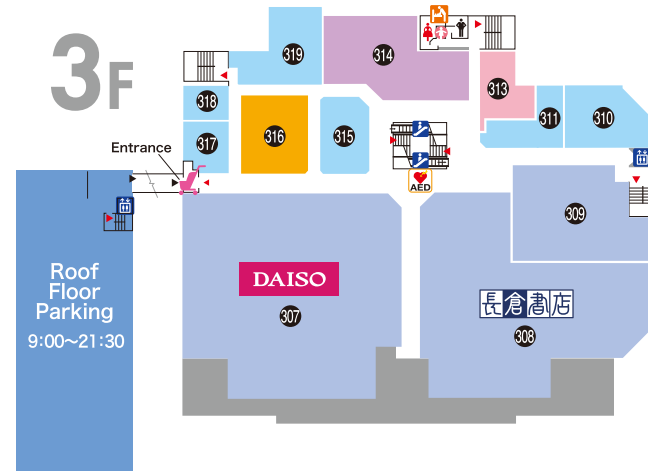 3F
319
314
313
318
316
315
311
310
317
Entrance
AED
309
Roof
Floor
Parking
9:00～21:30
DAISO
307
長倉書店
308